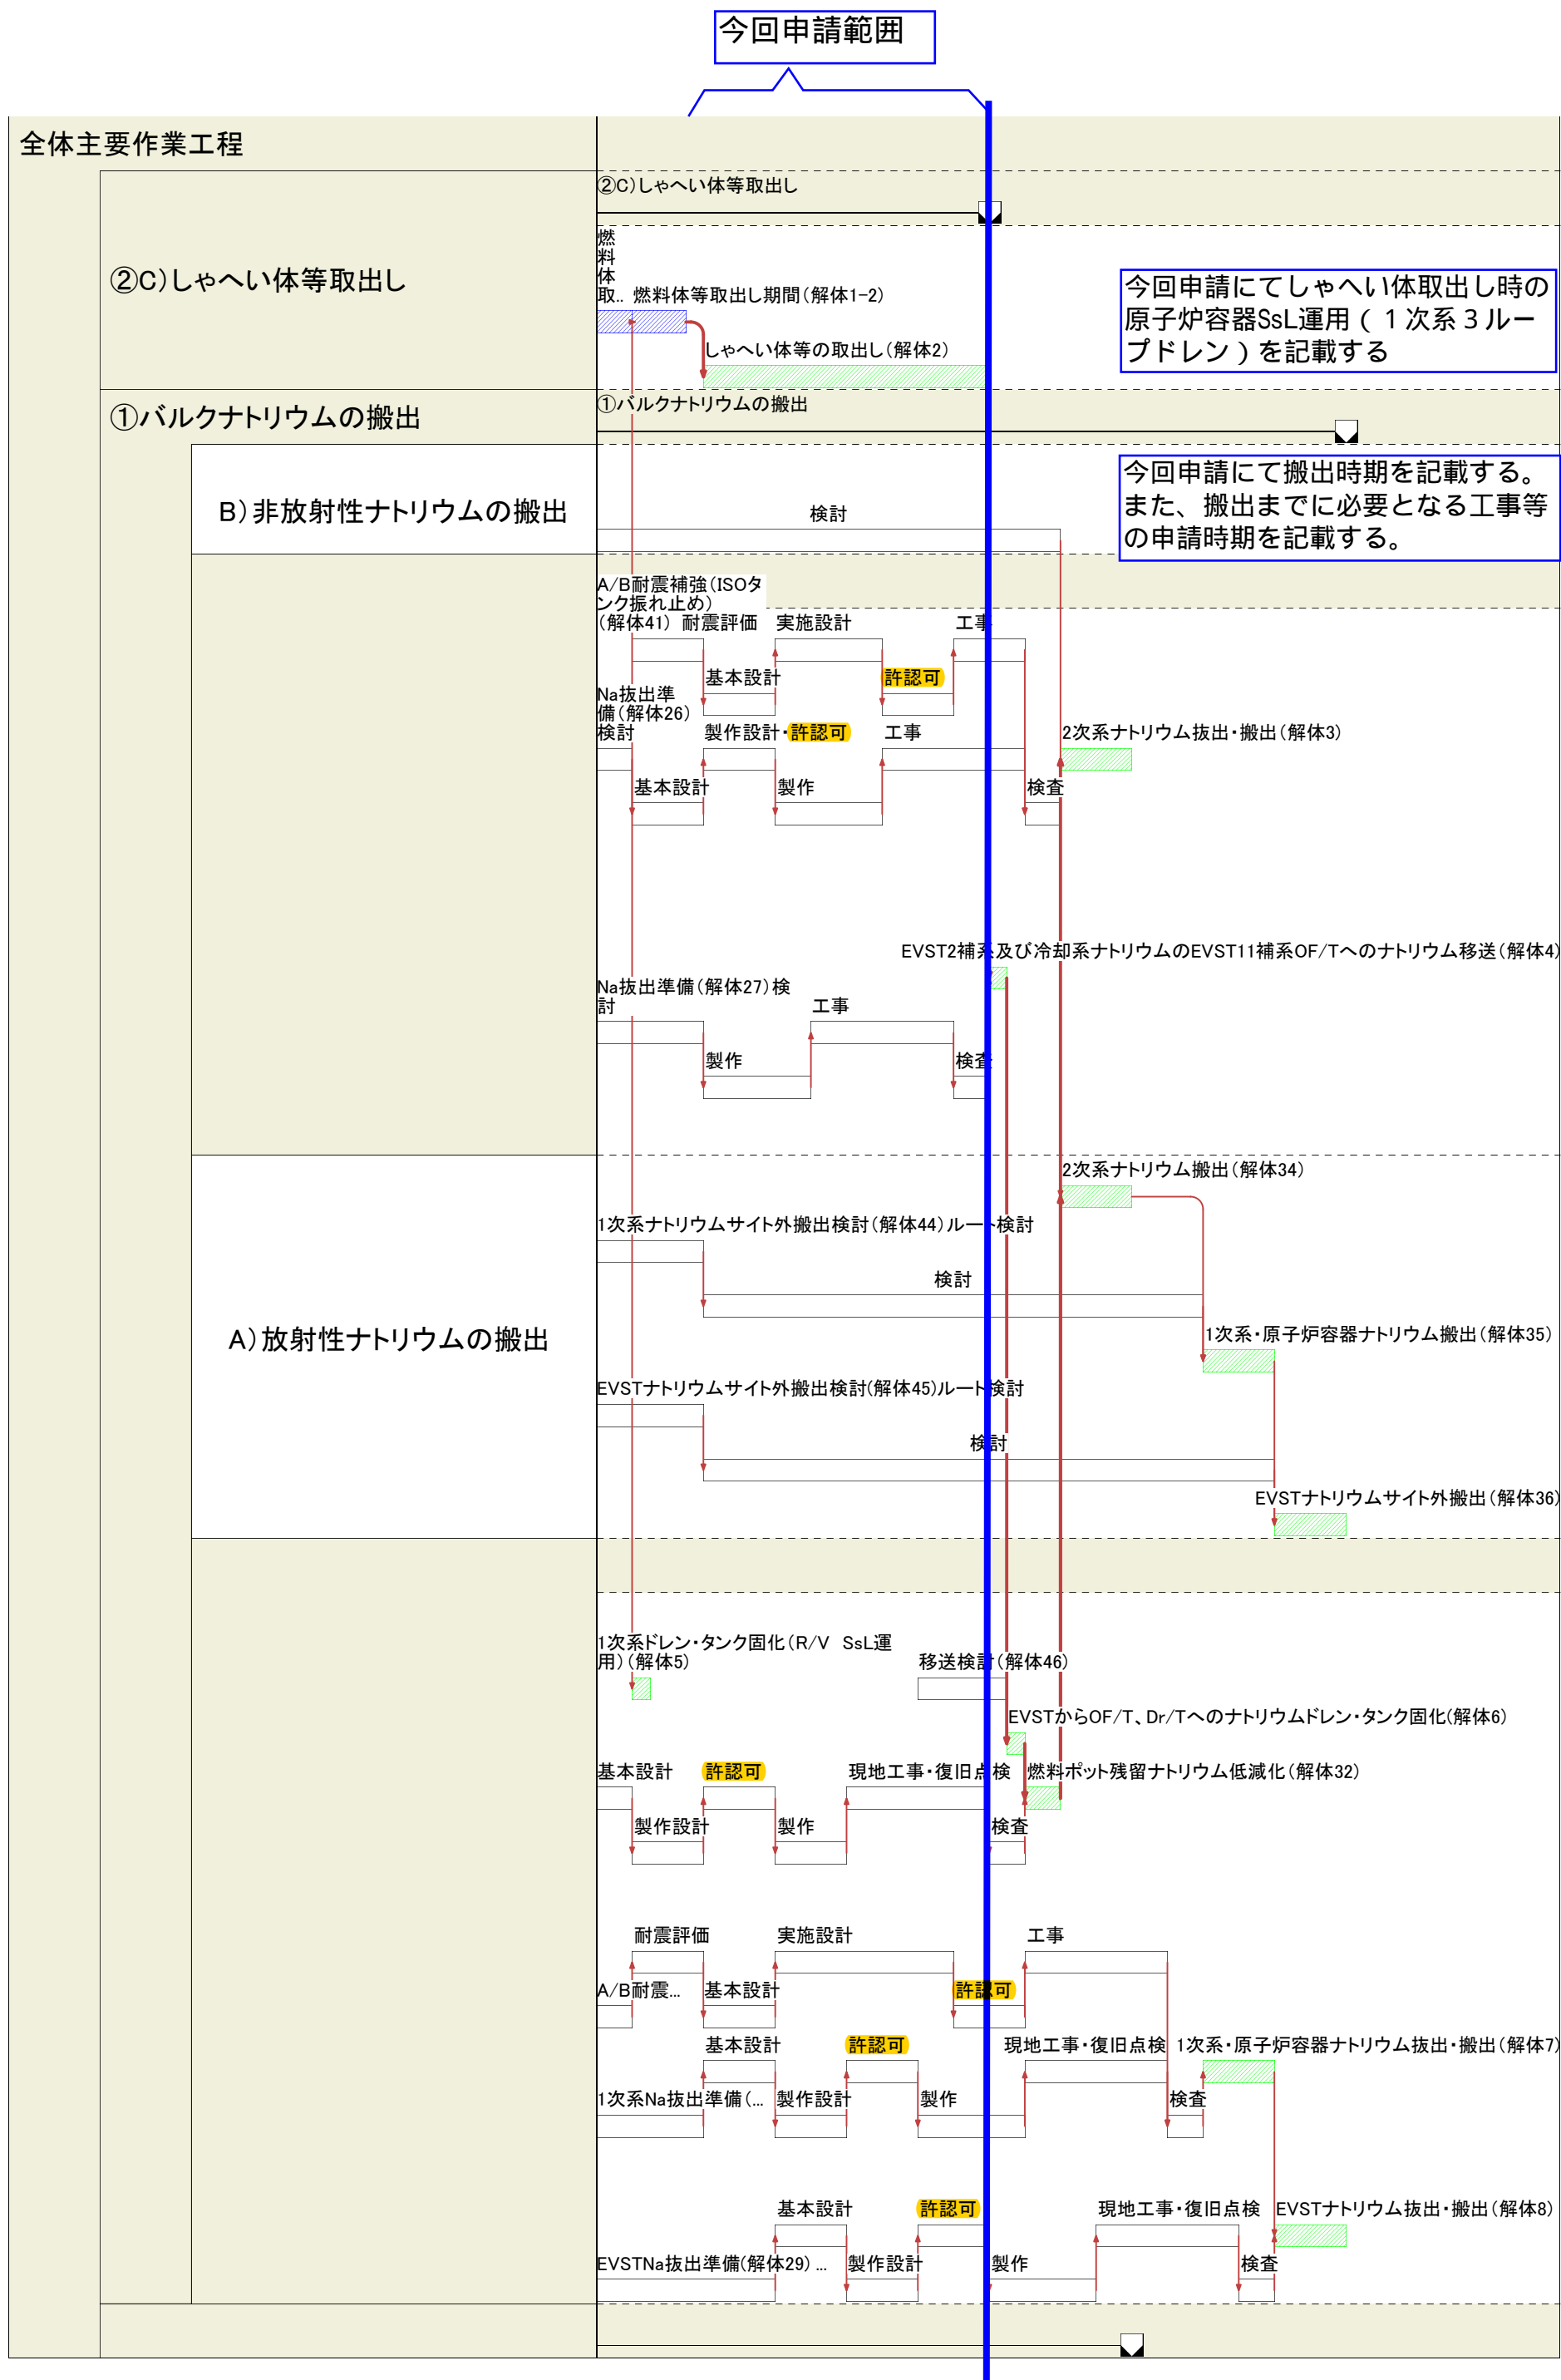 今回申請範囲
全体主要作業工程
②C)しゃへい体等取出し
②C)しゃへい体等取出し
燃
料
体
取… 燃料体等取出し期間(解体1-2)
今回申請にてしゃへい体取出し時の
原子炉容器SsL運用(1次系3ルー
プドレン)を記載する
しゃへい体等の取出し(解体2)
①バルクナトリウムの搬出
①バルクナトリウムの搬出
今回申請にて搬出時期を記載する。
また、搬出までに必要となる工事等
の申請時期を記載する。
B)非放射性ナトリウムの搬出
検討
A/B耐震補強(ISOタ
ンク振れ止め)
(解体41) 耐震評価 実施設計 工事
基本設計 許認可
Na抜出準
備(解体26)
検討 製作設計・許認可 工事 2次系ナトリウム抜出・搬出(解体3)
基本設計 製作 検査
EVST2補系及び冷却系ナトリウムのEVST11補系OF/Tへのナトリウム移送(解体4)
Na抜出準備(解体27)検
討 工事
製作 検査
2次系ナトリウム搬出(解体34)
1次系ナトリウムサイト外搬出検討(解体44)ルート検討
検討
A)放射性ナトリウムの搬出
1次系・原子炉容器ナトリウム搬出(解体35)
EVSTナトリウムサイト外搬出検討(解体45)ルート検討
検討
EVSTナトリウムサイト外搬出(解体36)
1次系ドレン・タンク固化(R/V SsL運
用)(解体5) 移送検討(解体46)
EVSTからOF/T、Dr/Tへのナトリウムドレン・タンク固化(解体6)
基本設計 許認可 現地工事・復旧点検 燃料ポット残留ナトリウム低減化(解体32)
製作設計 製作 検査
耐震評価 実施設計 工事
A/B耐震… 基本設計 許認可
基本設計 許認可 現地工事・復旧点検 1次系・原子炉容器ナトリウム抜出・搬出(解体7)
1次系Na抜出準備(… 製作設計 製作 検査
基本設計 許認可 現地工事・復旧点検 EVSTナトリウム抜出・搬出(解体8)
EVSTNa抜出準備(解体29)… 製作設計 製作 検査